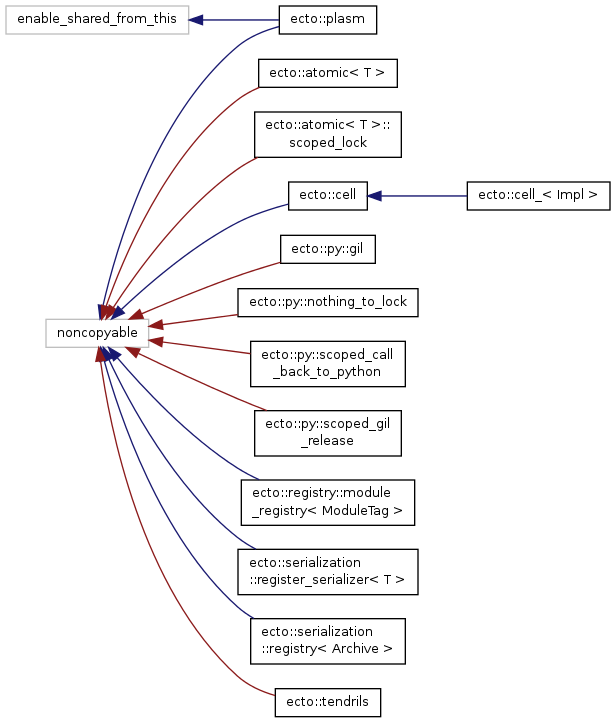 enable_shared_from_this
ecto::plasm
ecto::atomic< T >
ecto::atomic< T >::
scoped_lock
ecto::cell
ecto::cell_< Impl >
ecto::py::gil
ecto::py::nothing_to_lock
noncopyable
ecto::py::scoped_call
_back_to_python
ecto::py::scoped_gil
_release
ecto::registry::module
_registry< ModuleTag >
ecto::serialization
::register_serializer< T >
ecto::serialization
::registry< Archive >
ecto::tendrils